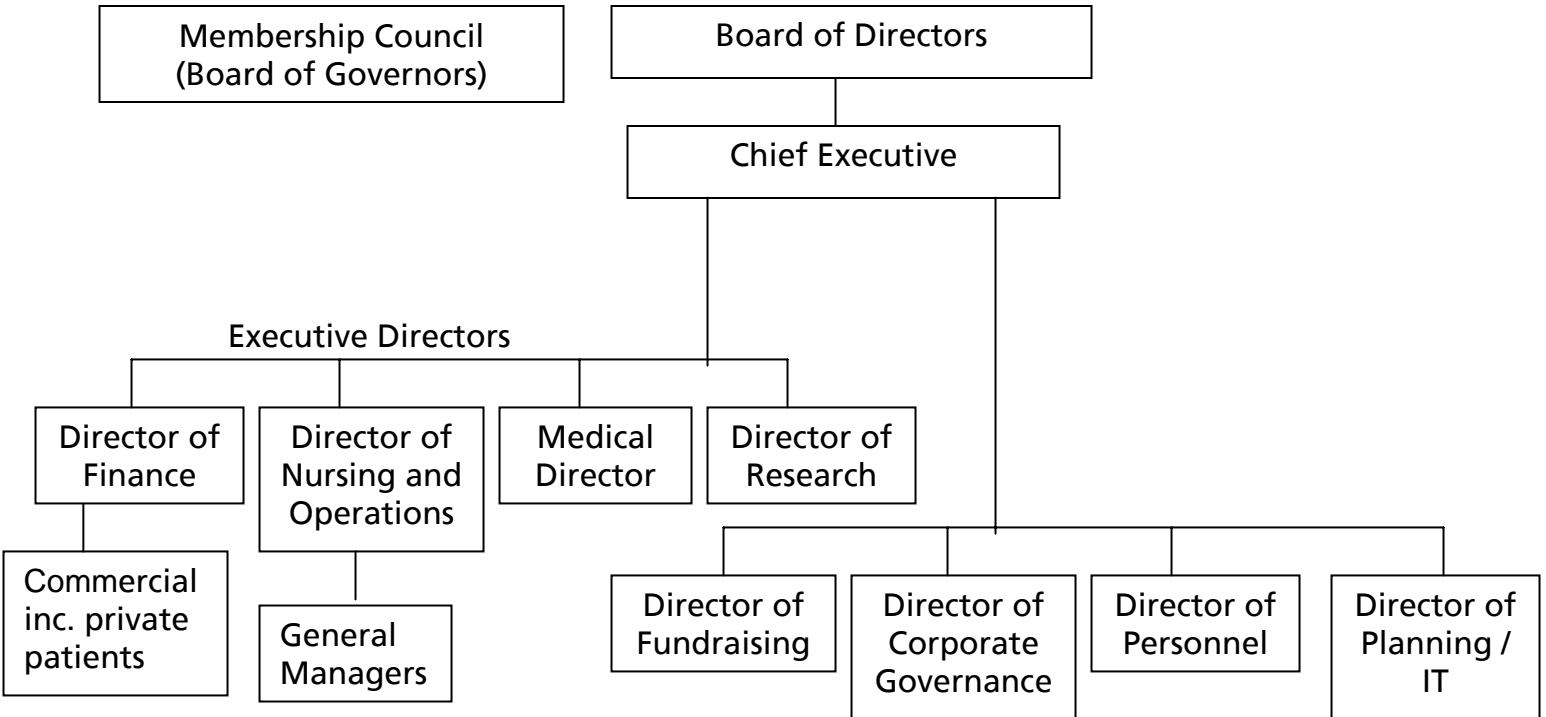 Membership Council
(Board of Governors)
Board of Directors
Chief Executive
Executive Directors
Director of
Finance
Director of
Nursing and
Operations
Medical
Director
Director of
Research
Commercial
inc. private
patients
General
Managers
Director of
Fundraising
Director of
Corporate
Governance
Director of
Personnel
Director of
Planning /
IT